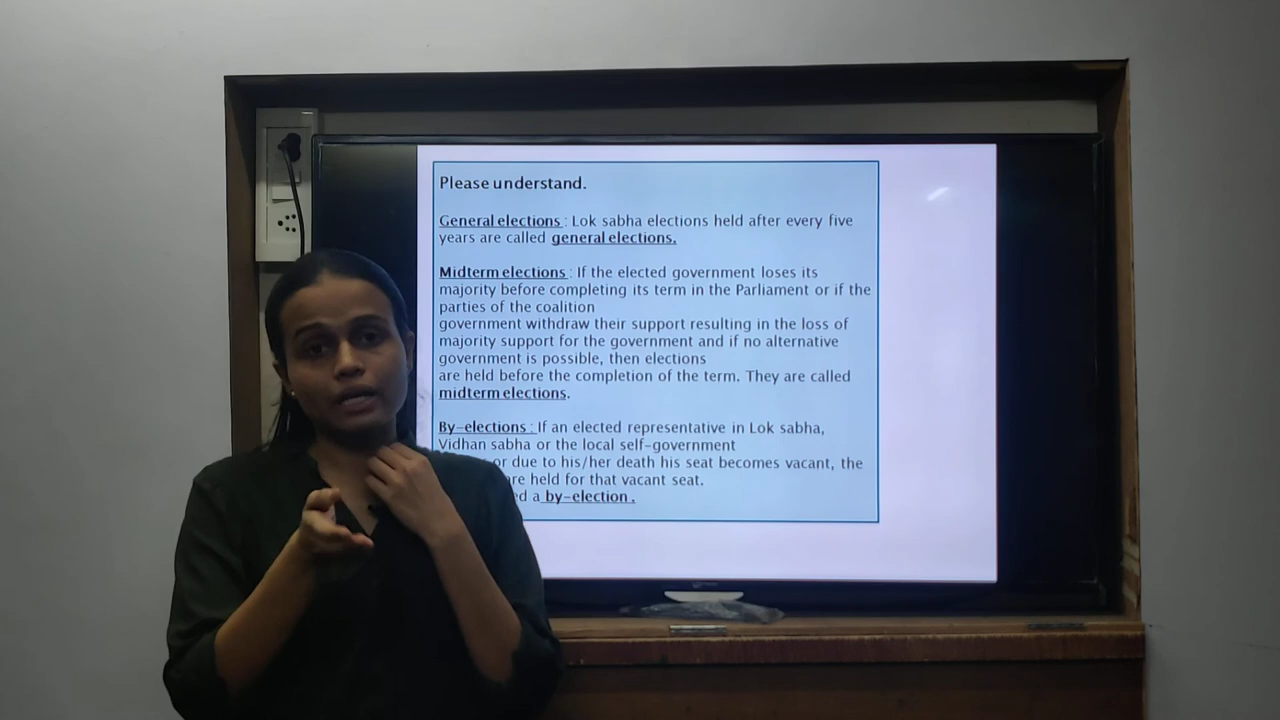 Please understand.
General elections : Lok sabha elections held after every five
years are called general elections.
Midterm elections : If the elected government loses its
majority before completing its term in the Parliament or if the
parties of the coalition
government withdraw their support resulting in the loss of
majority support for the government and if no alternative
government is possible, then elections
are held before the completion of the term. They are called
midterm elections.
By-elections : If an elected representative in Lok sabha,
Vidhan sabha or the local self-government
or due to his/her death his seat becomes vacant, the
are held for that vacant seat.
a by-election .